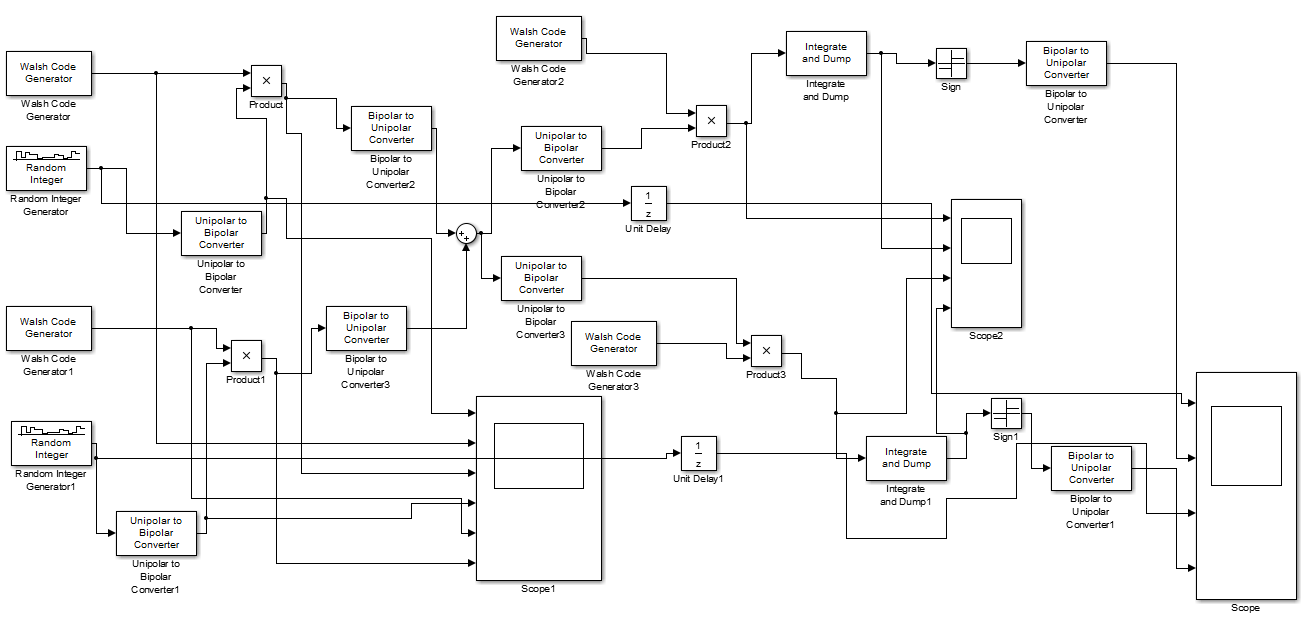 Walsh Code
Generator
Walsh Code
Generator
×
Product
Bipolar to
Unipolar
Converter
Bipolar to
Unipolar
Converter2
Random
Integer
Random Integer
Generator
Unipolar to
Bipolar
Converter
Unipolar to
Bipolar
Converter
Walsh Code
Generator
Walsh Code
Generator2
×
Product2
Integrate
and Dump
Integrate
and Dump
Sign
Bipolar to
Unipolar
Converter
Bipolar to
Unipolar
Converter
Unipolar to
Bipolar
Converter
Unipolar to
Bipolar
Converter2
1
z
Unit Delay
+
+
Unipolar to
Bipolar
Converter
Unipolar to
Bipolar
Converter3
Scope2
Walsh Code
Generator
Walsh Code
Generator1
×
Product1
Bipolar to
Unipolar
Converter
Bipolar to
Unipolar
Converter3
Walsh Code
Generator
Walsh Code
Generator3
×
Product3
Random
Integer
Random Integer
Generator1
Unipolar to
Bipolar
Converter
Unipolar to
Bipolar
Converter1
Scope1
1
z
Unit Delay1
Integrate
and Dump
Integrate
and Dump1
Sign1
Bipolar to
Unipolar
Converter
Bipolar to
Unipolar
Converter1
Scope